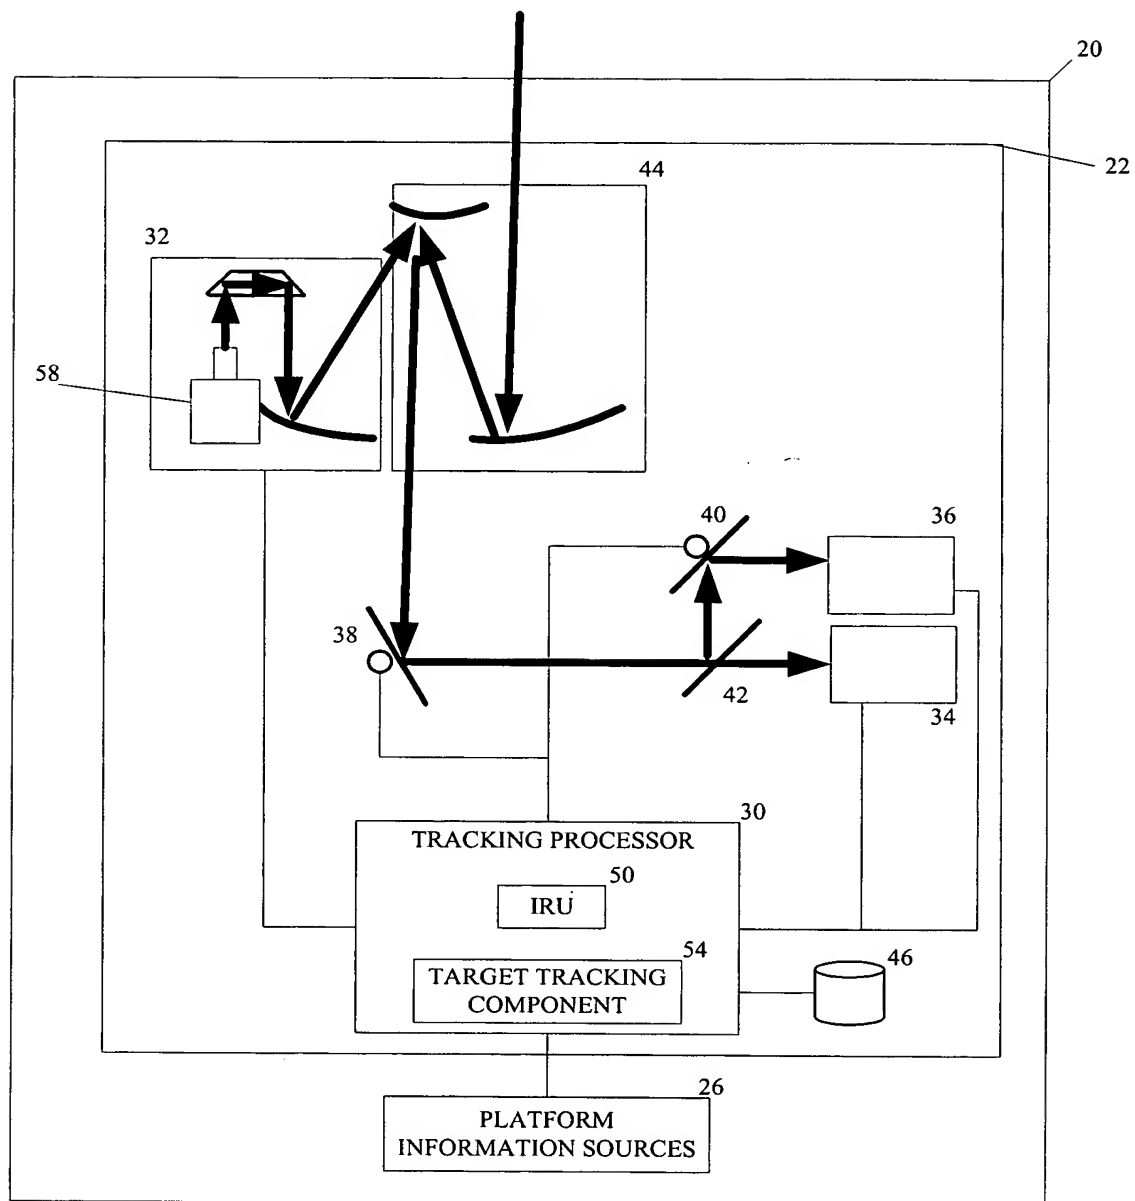 20
22
44
32
58
40
36
38
42
34
30
TRACKING PROCESSOR
50
IRU
54
TARGET TRACKING
COMPONENT
46
26
PLATFORM
INFORMATION SOURCES